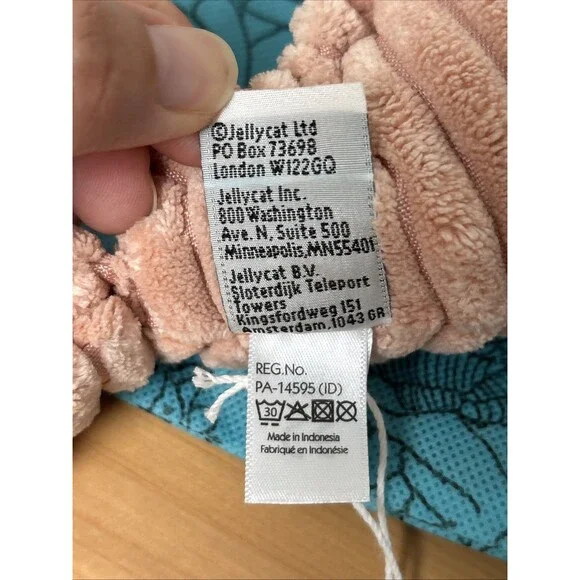 ©Jellycat Ltd
PO Box 73698
London W122GQ
Jellycat Inc.
800 Washington
Ave. N, Suite 500
Minneapolis,MN55401
Jellycat B.V.
Sloterdijk Teleport
Towers
Kingsfordweg 151
Amsterdam,1043 GR
REG.No.
PA-14595 (ID)
30
Made in Indonesia
Fabriqué en Indonésie